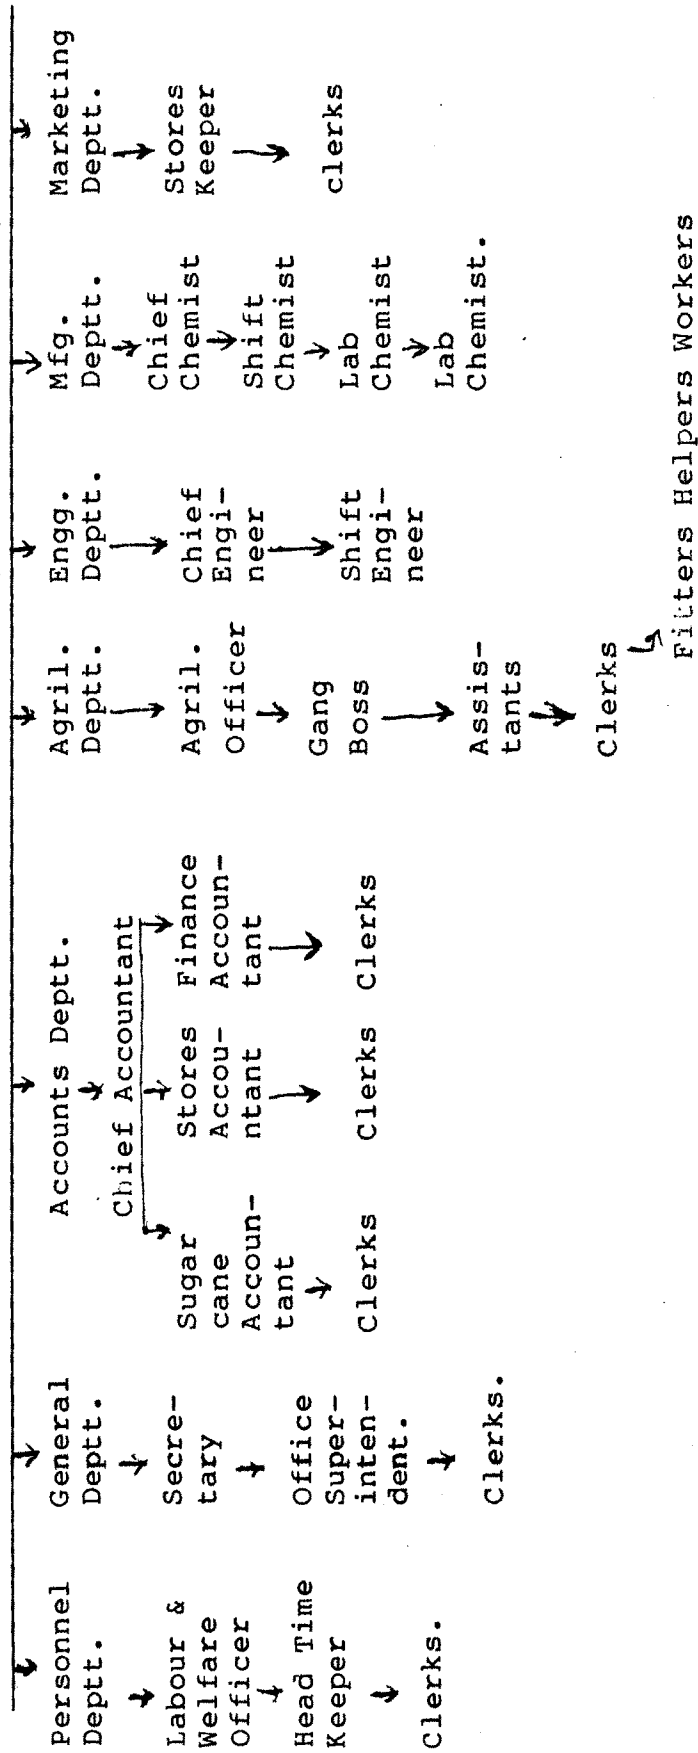 Personnel
Deptt.
Labour &
Welfare
Officer
Head Time
Keeper
Clerks.
General
Deptt.
Secre-
tary
Office
Super-
inten-
dent.
Clerks.
Accounts Deptt.
Chief Accountant
Sugar
cane
Accoun-
tant
Clerks
Stores
Accou-
ntant
Clerks
Finance
Accoun-
tant
Clerks
Agril.
Deptt.
Agril.
Officer
Gang
Boss
Assis-
tants
Clerks
Engg.
Deptt.
Chief
Engi-
neer
Shift
Engi-
neer
Fitters Helpers Workers
Mfg.
Deptt.
Chief
Chemist
Shift
Chemist
Lab
Chemist
Lab
Chemist.
Marketing
Deptt.
Stores
Keeper
clerks